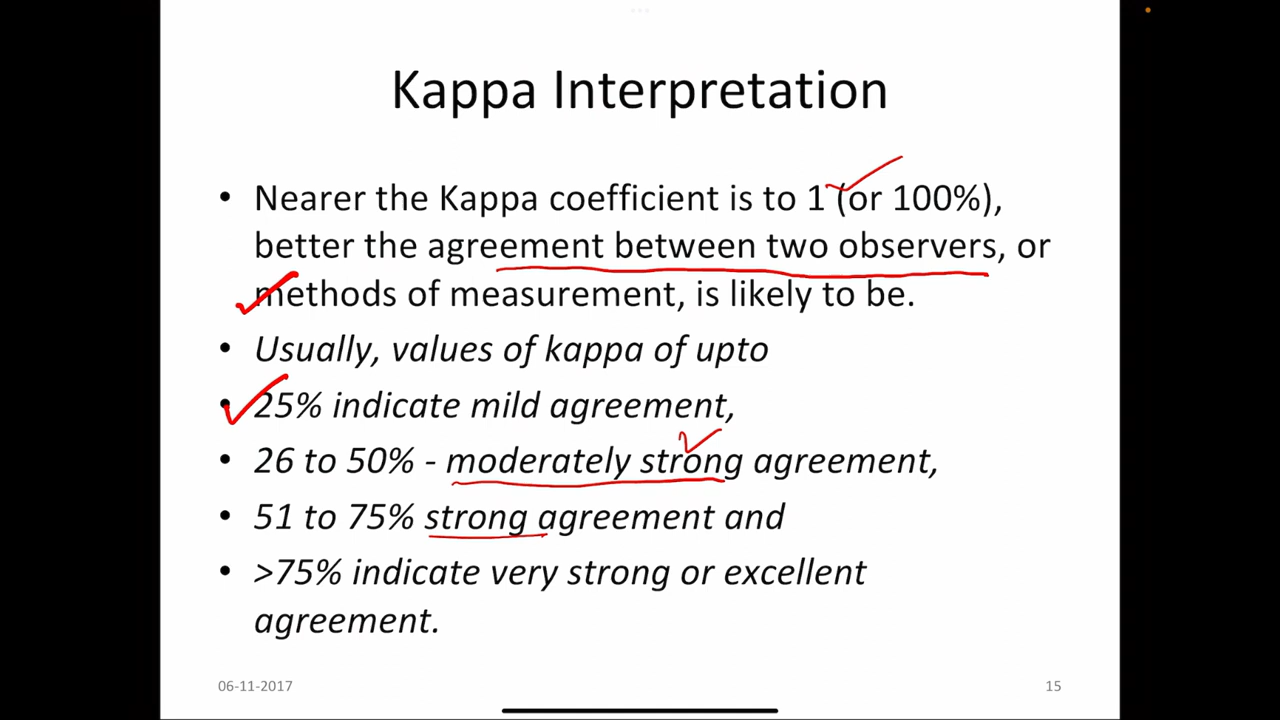 Kappa Interpretation
• Nearer the Kappa coefficient is to 1 (or 100%),
better the agreement between two observers, or
methods of measurement, is likely to be.
• Usually, values of kappa of upto
• 25% indicate mild agreement,
• 26 to 50% - moderately strong agreement,
• 51 to 75% strong agreement and
• >75% indicate very strong or excellent
agreement.
06-11-2017
15